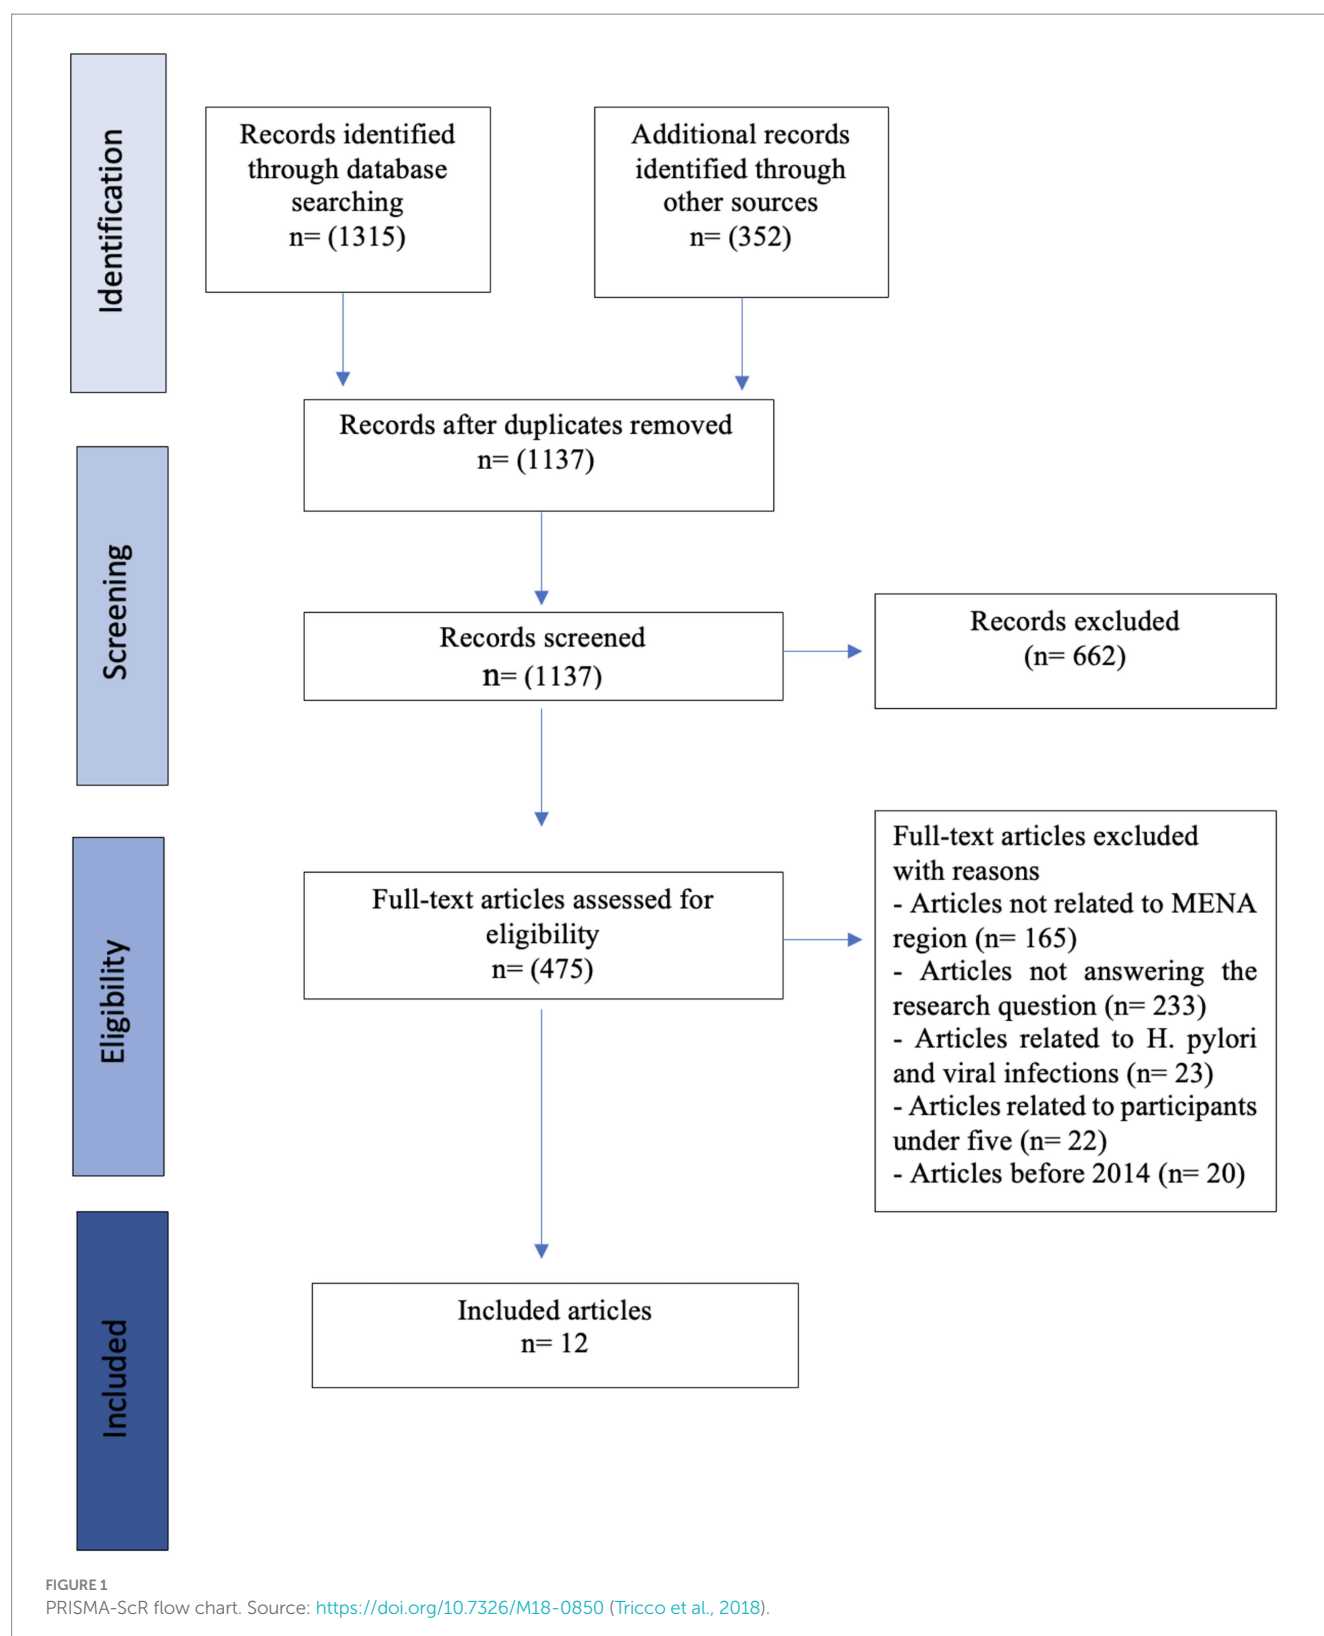 Identification
Records identified
through database
searching
n= (1315)
Additional records
identified through
other sources
n= (352)
Records after duplicates removed
n= (1137)
Screening
Records screened
n= (1137)
Records excluded
(n= 662)
Eligibility
Full-text articles assessed for
eligibility
n= (475)
Full-text articles excluded
with reasons
- Articles not related to MENA
region (n= 165)
- Articles not answering the
research question (n= 233)
- Articles related to H. pylori
and viral infections (n= 23)
- Articles related to participants
under five (n= 22)
- Articles before 2014 (n= 20)
Included
Included articles
n= 12
FIGURE 1
PRISMA-ScR flow chart. Source: https://doi.org/10.7326/M18-0850 (Tricco et al., 2018).